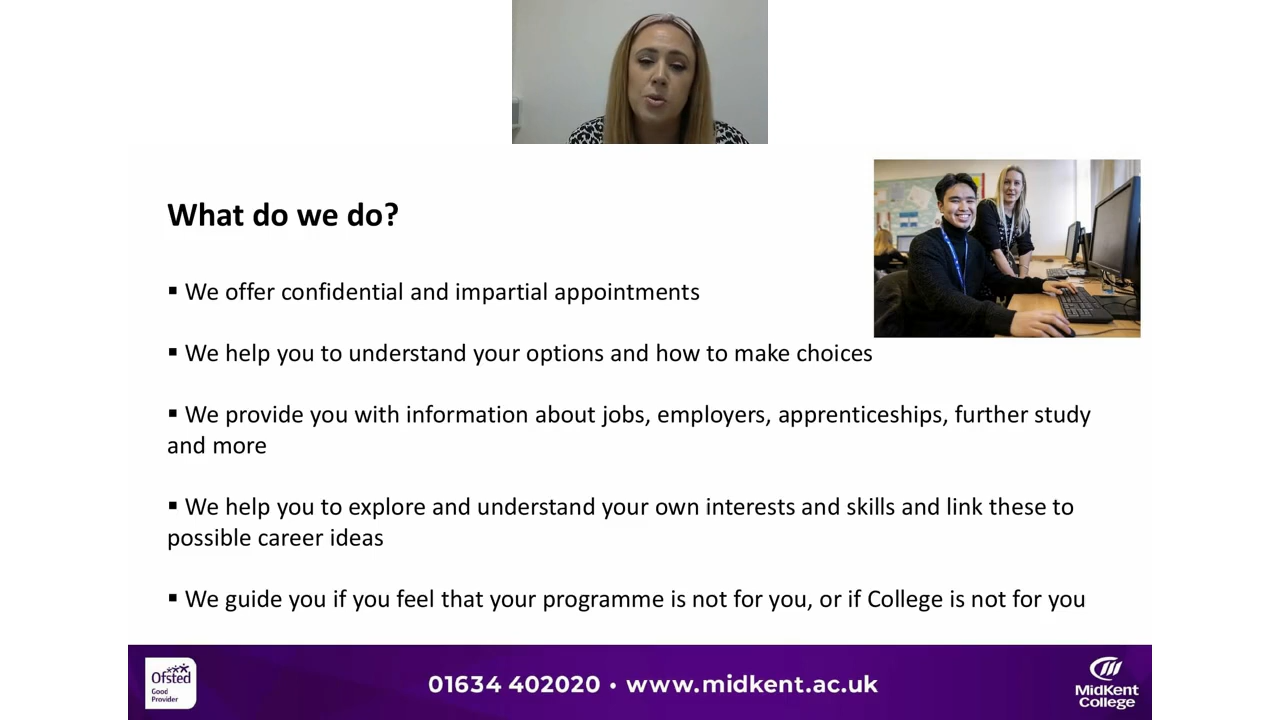 What do we do?
▪ We offer confidential and impartial appointments
▪ We help you to understand your options and how to make choices
▪ We provide you with information about jobs, employers, apprenticeships, further study
and more
▪ We help you to explore and understand your own interests and skills and link these to
possible career ideas
▪ We guide you if you feel that your programme is not for you, or if College is not for you
Ofsted
Good
Provider
01634 402020 • www.midkent.ac.uk
MidKent
College